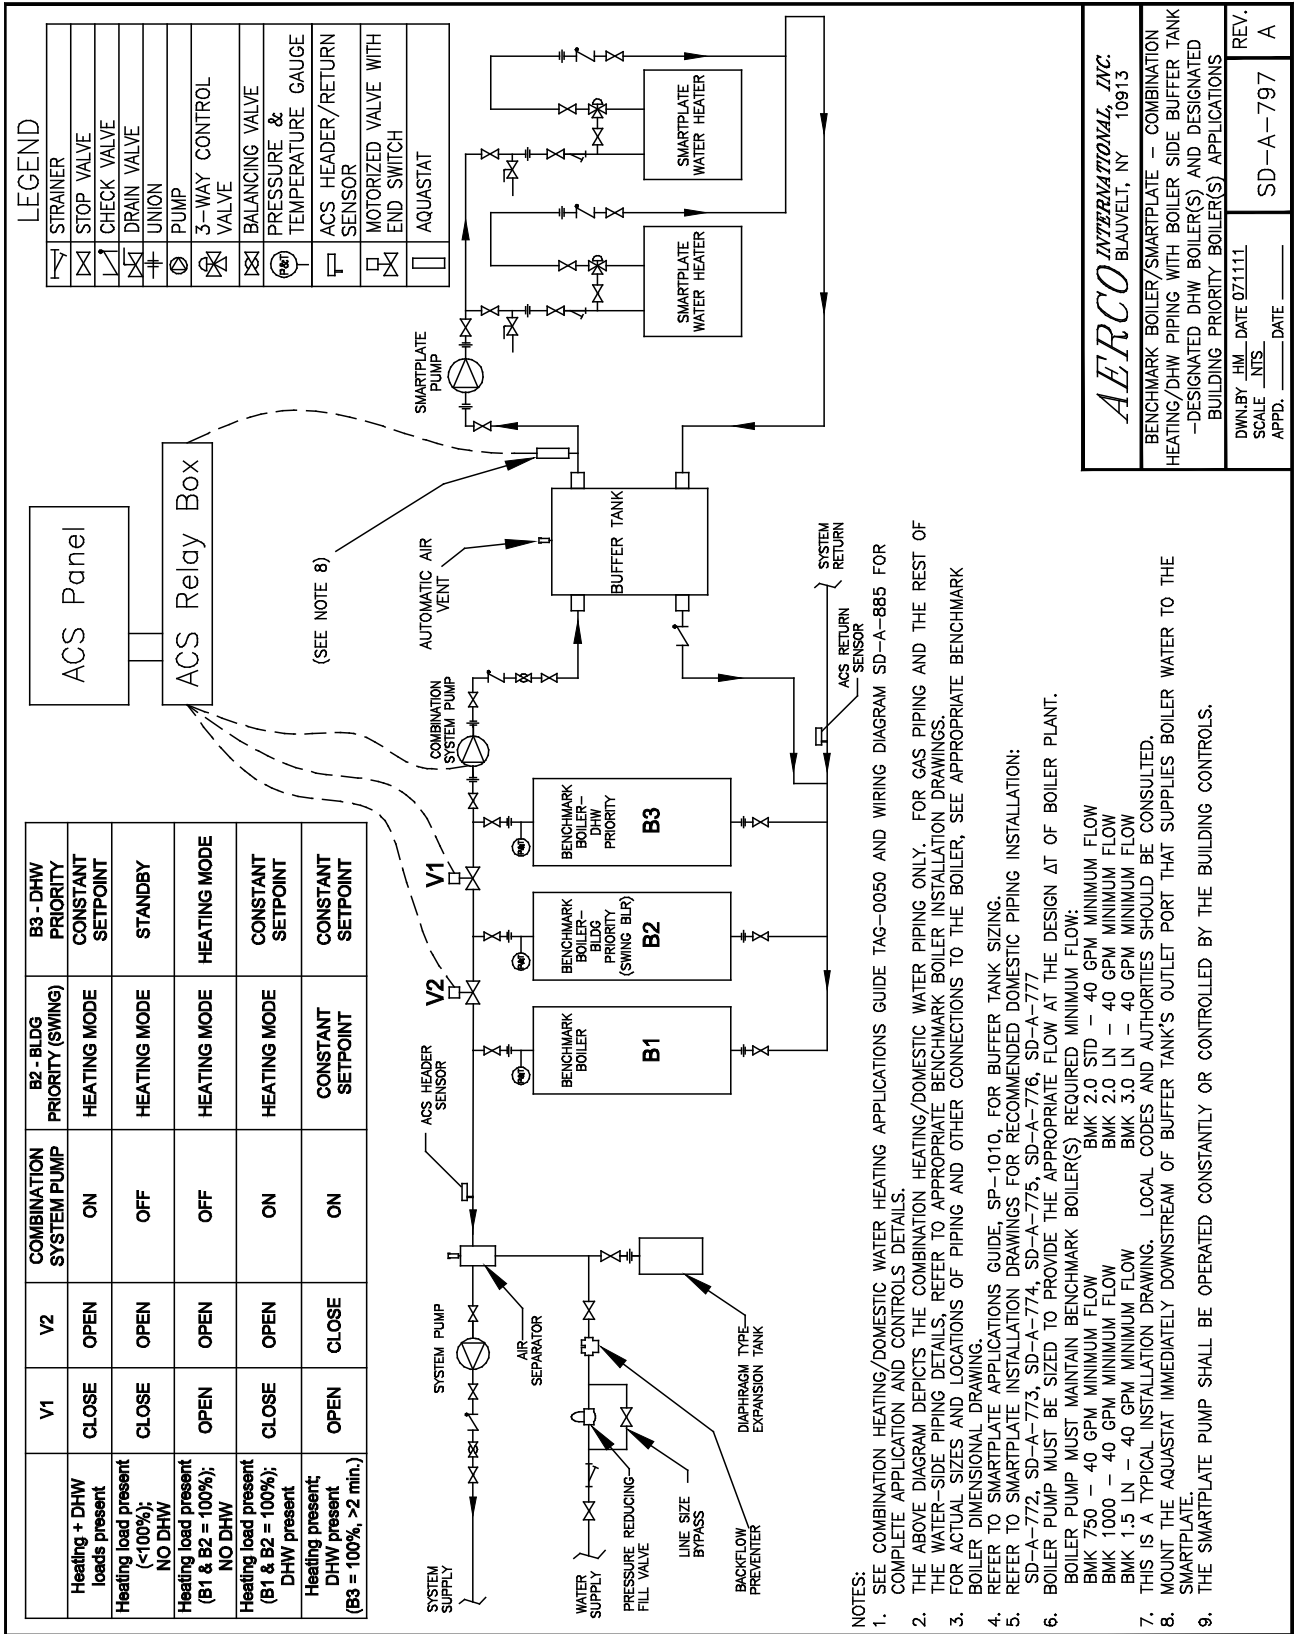 V1
V2
COMBINATION
SYSTEM PUMP
B2 - BLDG
PRIORITY (SWING)
B3 - DHW
PRIORITY
Heating + DHW
loads present
CLOSE
OPEN
ON
HEATING MODE
CONSTANT
SETPOINT
Heating load present
(<100%);
NO DHW
CLOSE
OPEN
OFF
HEATING MODE
STANDBY
Heating load present
(B1 & B2 = 100%);
NO DHW
OPEN
OPEN
OFF
HEATING MODE
HEATING MODE
Heating load present
(B1 & B2 = 100%);
DHW present
CLOSE
OPEN
ON
HEATING MODE
CONSTANT
SETPOINT
Heating present;
DHW present
(B3 = 100%, >2 min.)
OPEN
CLOSE
ON
CONSTANT
SETPOINT
CONSTANT
SETPOINT
ACS Panel
ACS Relay Box
LEGEND
STRAINER
STOP VALVE
CHECK VALVE
DRAIN VALVE
UNION
PUMP
3-WAY CONTROL
VALVE
BALANCING VALVE
P&T
PRESSURE &
TEMPERATURE GAUGE
ACS HEADER/RETURN
SENSOR
MOTORIZED VALVE WITH
END SWITCH
AQUASTAT
SYSTEM
SUPPLY
SYSTEM PUMP
AIR
SEPARATOR
ACS HEADER
SENSOR
V2
V1
COMBINATION
SYSTEM PUMP
(SEE NOTE 8)
AUTOMATIC AIR
VENT
SMARTPLATE
PUMP
WATER
SUPPLY
PRESSURE REDUCING
FILL VALVE
LINE SIZE
BYPASS
BACKFLOW
PREVENTER
DIAPHRAGM TYPE
EXPANSION TANK
P&T
BENCHMARK
BOILER
B1
P&T
BENCHMARK
BOILER-
BLDG
PRIORITY
(SWING BLR)
B2
P&T
BENCHMARK
BOILER-
DHW
PRIORITY
B3
BUFFER TANK
ACS RETURN
SENSOR
SYSTEM
RETURN
SMARTPLATE
WATER HEATER
SMARTPLATE
WATER HEATER
NOTES:
1. SEE COMBINATION HEATING/DOMESTIC WATER HEATING APPLICATIONS GUIDE TAG-0050 AND WIRING DIAGRAM SD-A-885 FOR
COMPLETE APPLICATION AND CONTROLS DETAILS.
2. THE ABOVE DIAGRAM DEPICTS THE COMBINATION HEATING/DOMESTIC WATER PIPING ONLY. FOR GAS PIPING AND THE REST OF
THE WATER-SIDE PIPING DETAILS, REFER TO APPROPRIATE BENCHMARK BOILER INSTALLATION DRAWINGS.
3. FOR ACTUAL SIZES AND LOCATIONS OF PIPING AND OTHER CONNECTIONS TO THE BOILER, SEE APPROPRIATE BENCHMARK
BOILER DIMENSIONAL DRAWING.
4. REFER TO SMARTPLATE APPLICATIONS GUIDE, SP-1010, FOR BUFFER TANK SIZING.
5. REFER TO SMARTPLATE INSTALLATION DRAWINGS FOR RECOMMENDED DOMESTIC PIPING INSTALLATION:
SD-A-772, SD-A-773, SD-A-774, SD-A-775, SD-A-776, SD-A-777
6. BOILER PUMP MUST BE SIZED TO PROVIDE THE APPROPRIATE FLOW AT THE DESIGN ΔT OF BOILER PLANT.
BOILER PUMP MUST MAINTAIN BENCHMARK BOILER(S) REQUIRED MINIMUM FLOW:
BMK 750 - 40 GPM MINIMUM FLOW BMK 2.0 STD - 40 GPM MINIMUM FLOW
BMK 1000 - 40 GPM MINIMUM FLOW BMK 2.0 LN - 40 GPM MINIMUM FLOW
BMK 1.5 LN - 40 GPM MINIMUM FLOW BMK 3.0 LN - 40 GPM MINIMUM FLOW
7. THIS IS A TYPICAL INSTALLATION DRAWING. LOCAL CODES AND AUTHORITIES SHOULD BE CONSULTED.
8. MOUNT THE AQUASTAT IMMEDIATELY DOWNSTREAM OF BUFFER TANK'S OUTLET PORT THAT SUPPLIES BOILER WATER TO THE
SMARTPLATE.
9. THE SMARTPLATE PUMP SHALL BE OPERATED CONSTANTLY OR CONTROLLED BY THE BUILDING CONTROLS.
AERCO INTERNATIONAL, INC.
BLAUVELT, NY 10913
BENCHMARK BOILER/SMARTPLATE - COMBINATION
HEATING/DHW PIPING WITH BOILER SIDE BUFFER TANK
-DESIGNATED DHW BOILER(S) AND DESIGNATED
BUILDING PRIORITY BOILER(S) APPLICATIONS
DWN.BY HM DATE 071111
SCALE NTS
APPD. DATE
SD-A-797
REV.
A